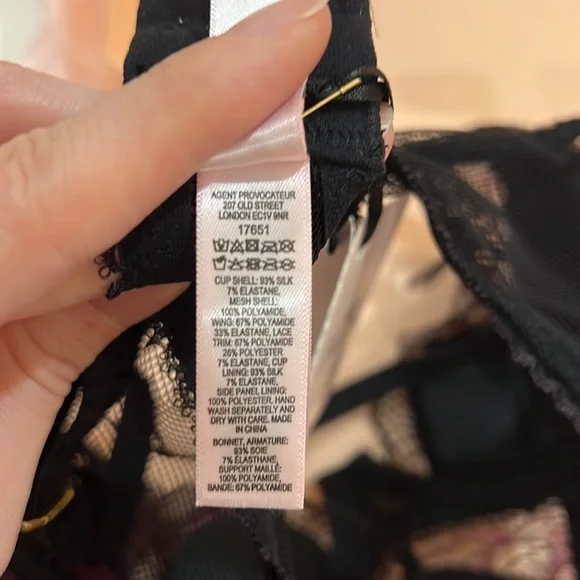 AGENT PROVOCATEUR
207 OLD STREET
LONDON EC1V 9NR
17651
CUP SHELL: 93% SILK
7% ELASTANE,
MESH SHELL:
100% POLYAMIDE,
WING: 67% POLYAMIDE
33% ELASTANE, LACE
TRIM: 67% POLYAMIDE
26% POLYESTER
7% ELASTANE, CUP
LINING: 93% SILK
7% ELASTANE,
SIDE PANEL LINING:
100% POLYESTER. HAND
WASH SEPARATELY AND
DRY WITH CARE. MADE
IN CHINA
BONNET, ARMATURE:
93% SOIE
7% ÉLASTHANE,
SUPPORT MAILLE:
100% POLYAMIDE,
BANDE: 67% POLYAMIDE